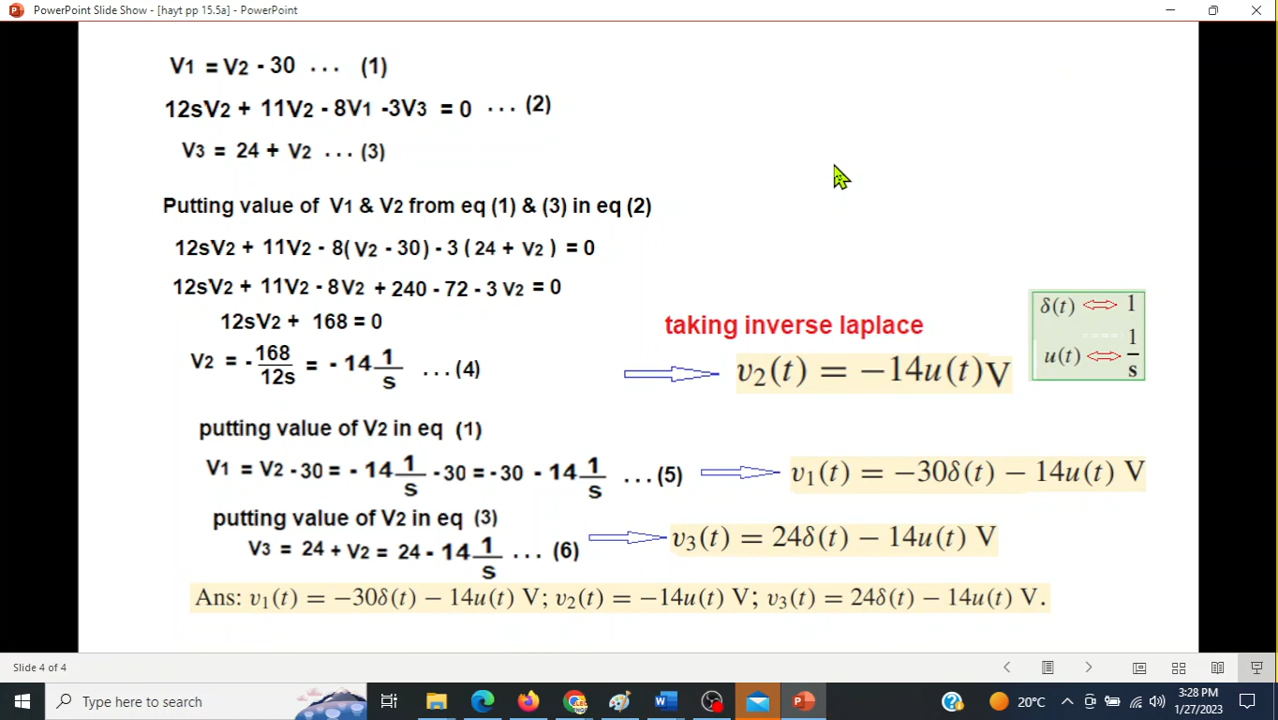 PowerPoint Slide Show - [hayt pp 15.5a] - PowerPoint
V1 = V2 - 30 ... (1)
12sV2 + 11V2 - 8V1 -3V3 = 0 ... (2)
V3 = 24 + V2 ... (3)
Putting value of V1 & V2 from eq (1) & (3) in eq (2)
12sV2 + 11V2 - 8( V2 - 30) - 3 ( 24 + V2 ) = 0
12sV2 + 11V2 - 8V2 + 240 - 72 - 3 V2 = 0
12sV2 + 168 = 0
V2 = - 168/12s = - 14 1/s ...(4)
taking inverse laplace
v₂(t) = −14u(t)V
δ(t) ⇔ 1
u(t) ⇔ 1/s
putting value of V2 in eq (1)
V1 = V2 - 30 = - 14 1/s - 30 = - 30 - 14 1/s ...(5)
v₁(t) = −30δ(t) − 14u(t) V
putting value of V2 in eq (3)
V3 = 24 + V2 = 24 - 14 1/s ... (6)
v₃(t) = 24δ(t) − 14u(t) V
Ans: v₁(t) = −30δ(t) − 14u(t) V; v₂(t) = −14u(t) V; v₃(t) = 24δ(t) − 14u(t) V.
Slide 4 of 4
Type here to search
20°C
3:28 PM
1/27/2023